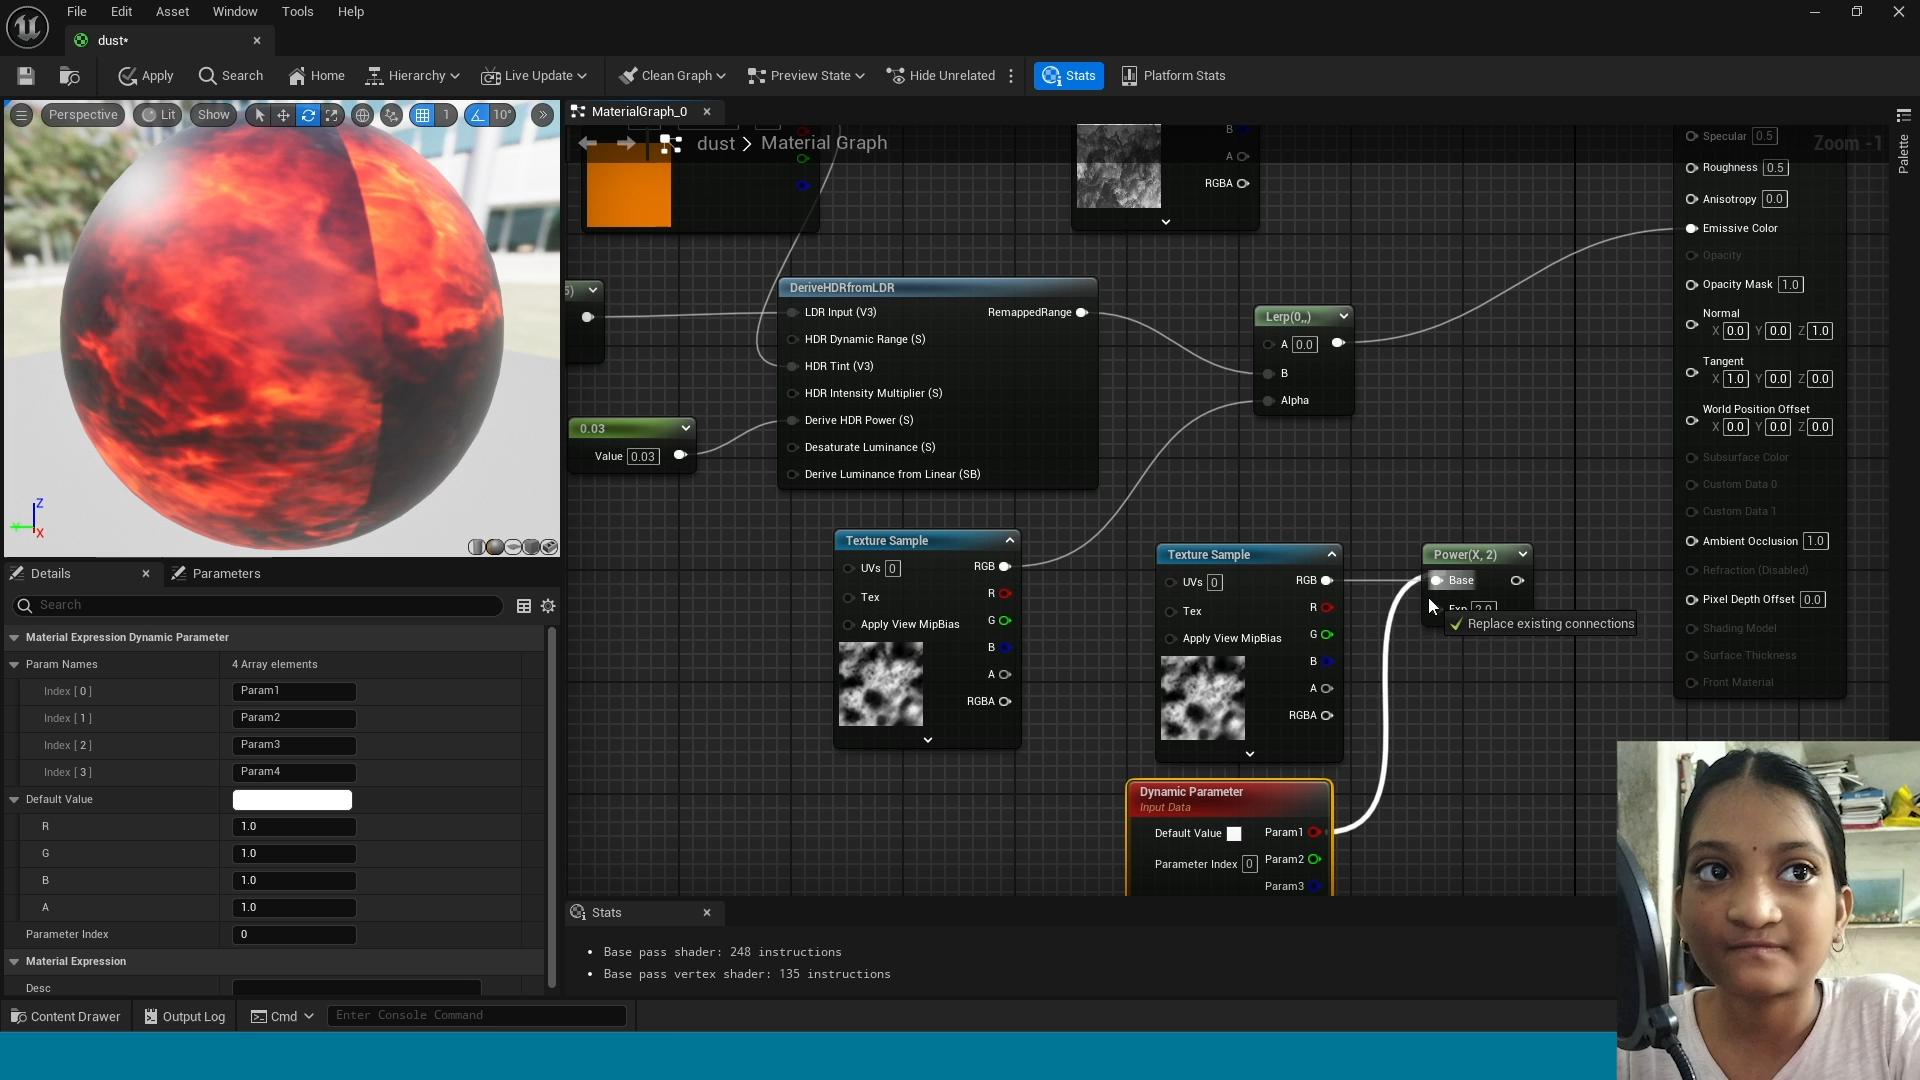 File Edit Asset Window Tools Help
dust*
Apply Search Home Hierarchy Live Update Clean Graph Preview State Hide Unrelated Stats Platform Stats
Perspective Lit Show 1 10°
MaterialGraph_0
dust > Material Graph
Zoom -1
Palette
Z
X
B
A
RGBA
DeriveHDRfromLDR
LDR Input (V3) RemappedRange
HDR Dynamic Range (S)
HDR Tint (V3)
HDR Intensity Multiplier (S)
Derive HDR Power (S)
Desaturate Luminance (S)
Derive Luminance from Linear (SB)
0.03
Value 0.03
Lerp(0,,)
A 0.0
B
Alpha
Texture Sample
UVs 0 RGB
Tex R
Apply View MipBias G
B
A
RGBA
Texture Sample
UVs 0 RGB
Tex R
Apply View MipBias G
B
A
RGBA
Power(X, 2)
Base
Exp 2.0
Replace existing connections
Dynamic Parameter
Input Data
Default Value Param1
Parameter Index 0 Param2
Param3
Specular 0.5
Roughness 0.5
Anisotropy 0.0
Emissive Color
Opacity
Opacity Mask 1.0
Normal
X 0.0 Y 0.0 Z 1.0
Tangent
X 1.0 Y 0.0 Z 0.0
World Position Offset
X 0.0 Y 0.0 Z 0.0
Subsurface Color
Custom Data 0
Custom Data 1
Ambient Occlusion 1.0
Refraction (Disabled)
Pixel Depth Offset 0.0
Shading Model
Surface Thickness
Front Material
Details Parameters
Search
Material Expression Dynamic Parameter
Param Names 4 Array elements
Index [ 0 ] Param1
Index [ 1 ] Param2
Index [ 2 ] Param3
Index [ 3 ] Param4
Default Value
R 1.0
G 1.0
B 1.0
A 1.0
Parameter Index 0
Material Expression
Desc
Stats
• Base pass shader: 248 instructions
• Base pass vertex shader: 135 instructions
Content Drawer Output Log Cmd Enter Console Command